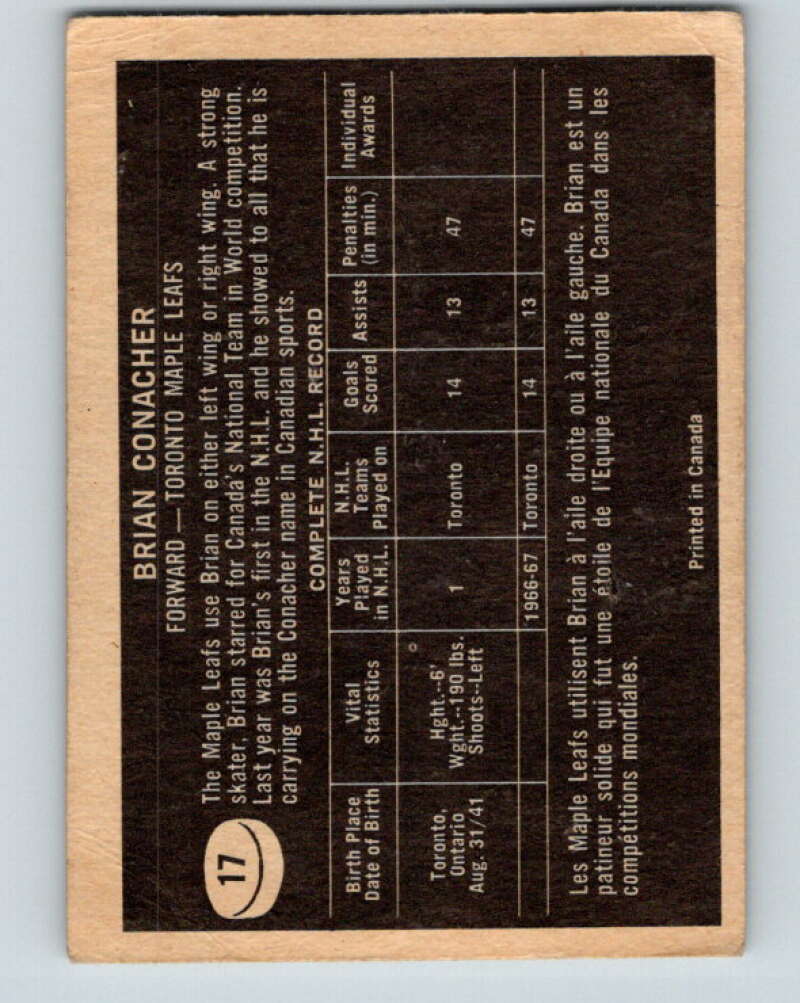 17
BRIAN CONACHER
FORWARD — TORONTO MAPLE LEAFS
The Maple Leafs use Brian on either left wing or right wing. A strong
skater, Brian starred for Canada's National Team in World competition.
Last year was Brian's first in the N.H.L. and he showed to all that he is
carrying on the Conacher name in Canadian sports.
COMPLETE N.H.L. RECORD
Birth Place Date of Birth | Vital Statistics | Years Played in N.H.L. | N.H.L. Teams Played on | Goals Scored | Assists | Penalties (in min.) | Individual Awards
Toronto, Ontario Aug. 31/41 | Hght.--6' Wght.--190 lbs. Shoots--Left | 1 | Toronto | 14 | 13 | 47
1966-67 | Toronto | 14 | 13 | 47
Les Maple Leafs utilisent Brian à l'aile droite ou à l'aile gauche. Brian est un
patineur solide qui fut une étoile de l'Equipe nationale du Canada dans les
compétitions mondiales.
Printed in Canada